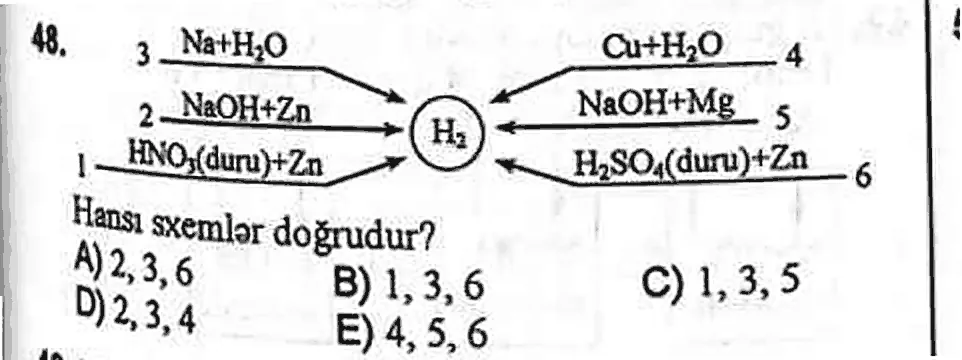 48.
3 Na+H₂O
Cu+H₂O 4
2 NaOH+Zn
H₂
NaOH+Mg 5
1 HNO₃(duru)+Zn
H₂SO₄(duru)+Zn 6
Hansı sxemlər doğrudur?
A) 2, 3, 6
B) 1, 3, 6
C) 1, 3, 5
D) 2, 3, 4
E) 4, 5, 6